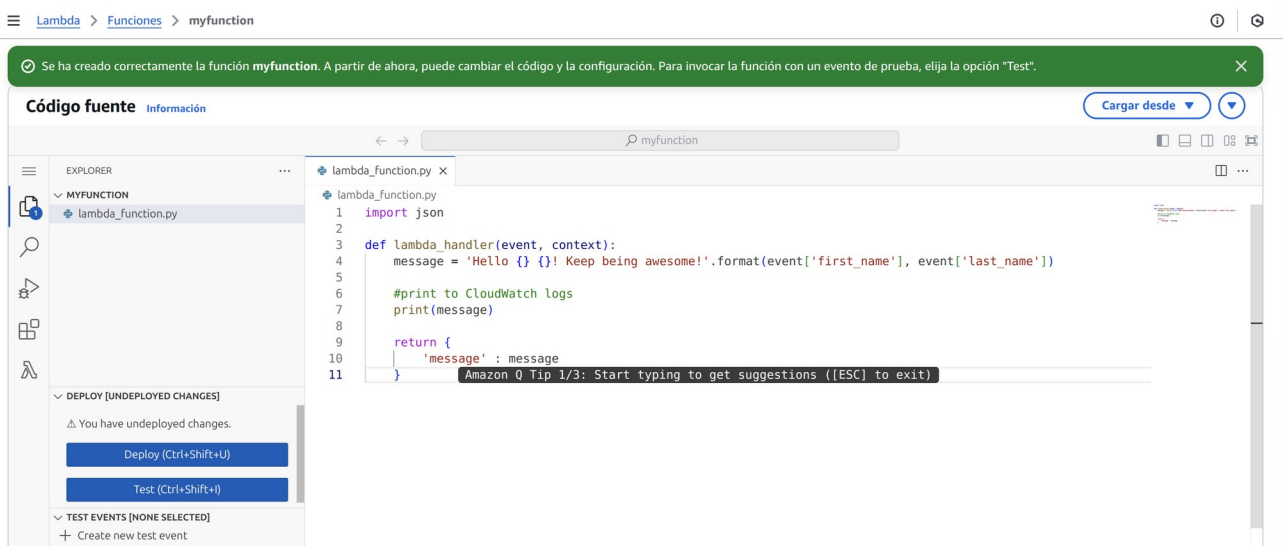 Lambda > Funciones > myfunction
Se ha creado correctamente la función myfunction. A partir de ahora, puede cambiar el código y la configuración. Para invocar la función con un evento de prueba, elija la opción "Test".
Código fuente Información
Cargar desde
myfunction
EXPLORER
MYFUNCTION
lambda_function.py
1
lambda_function.py
lambda_function.py
1 import json
2
3 def lambda_handler(event, context):
4     message = 'Hello {} {}! Keep being awesome!'.format(event['first_name'], event['last_name'])
5
6     #print to CloudWatch logs
7     print(message)
8
9     return {
10         'message' : message
11     }
Amazon Q Tip 1/3: Start typing to get suggestions ([ESC] to exit)
DEPLOY [UNDEPLOYED CHANGES]
⚠ You have undeployed changes.
Deploy (Ctrl+Shift+U)
Test (Ctrl+Shift+I)
TEST EVENTS [NONE SELECTED]
+ Create new test event